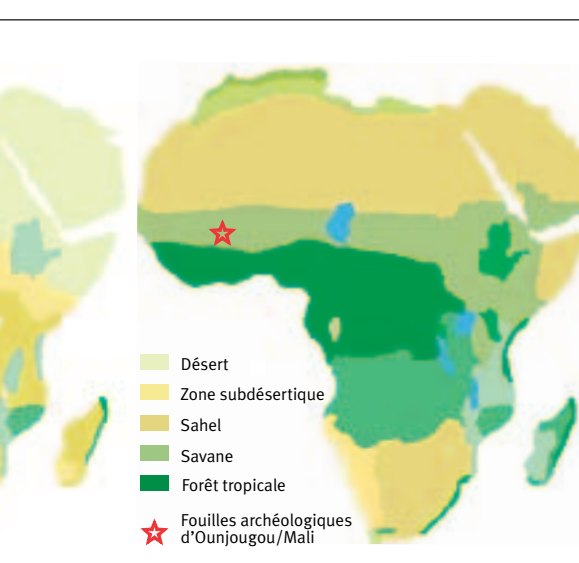 Désert
Zone subdésertique
Sahel
Savane
Forêt tropicale
Fouilles archéologiques
d'Ounjougou/Mali